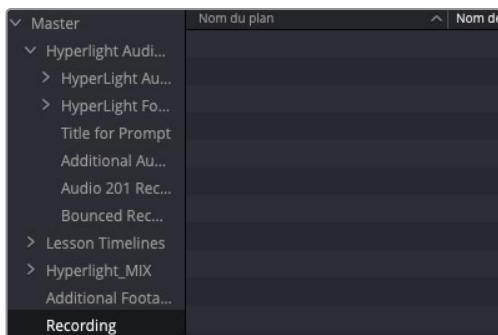 Master
Nom du plan
Nom de
Hyperlight Audi...
HyperLight Au...
HyperLight Fo...
Title for Prompt
Additional Au...
Audio 201 Rec...
Bounced Rec...
Lesson Timelines
Hyperlight_MIX
Additional Foota...
Recording